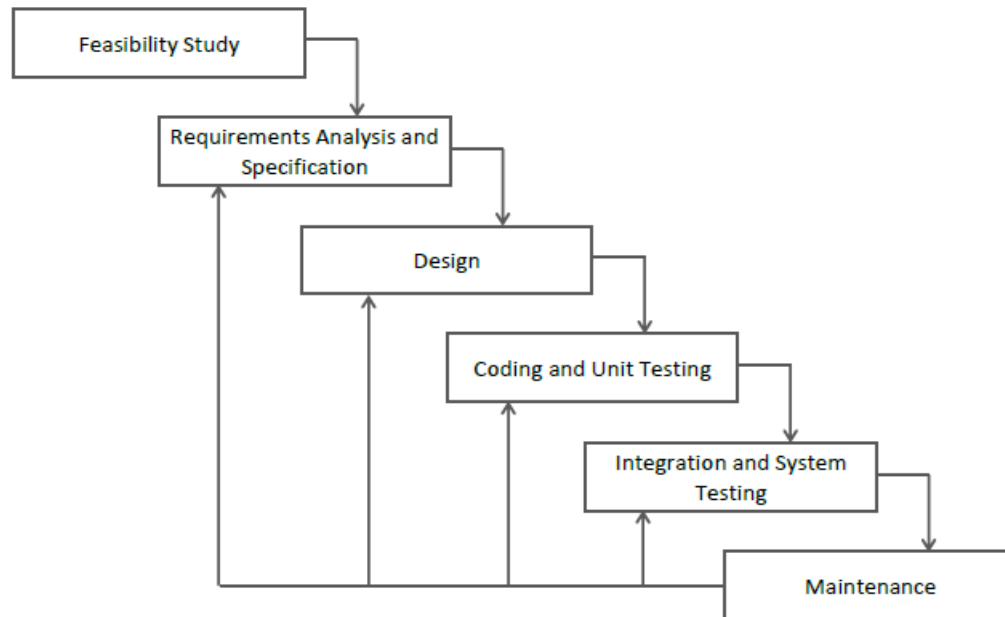 Feasibility Study
Requirements Analysis and
Specification
Design
Coding and Unit Testing
Integration and System
Testing
Maintenance